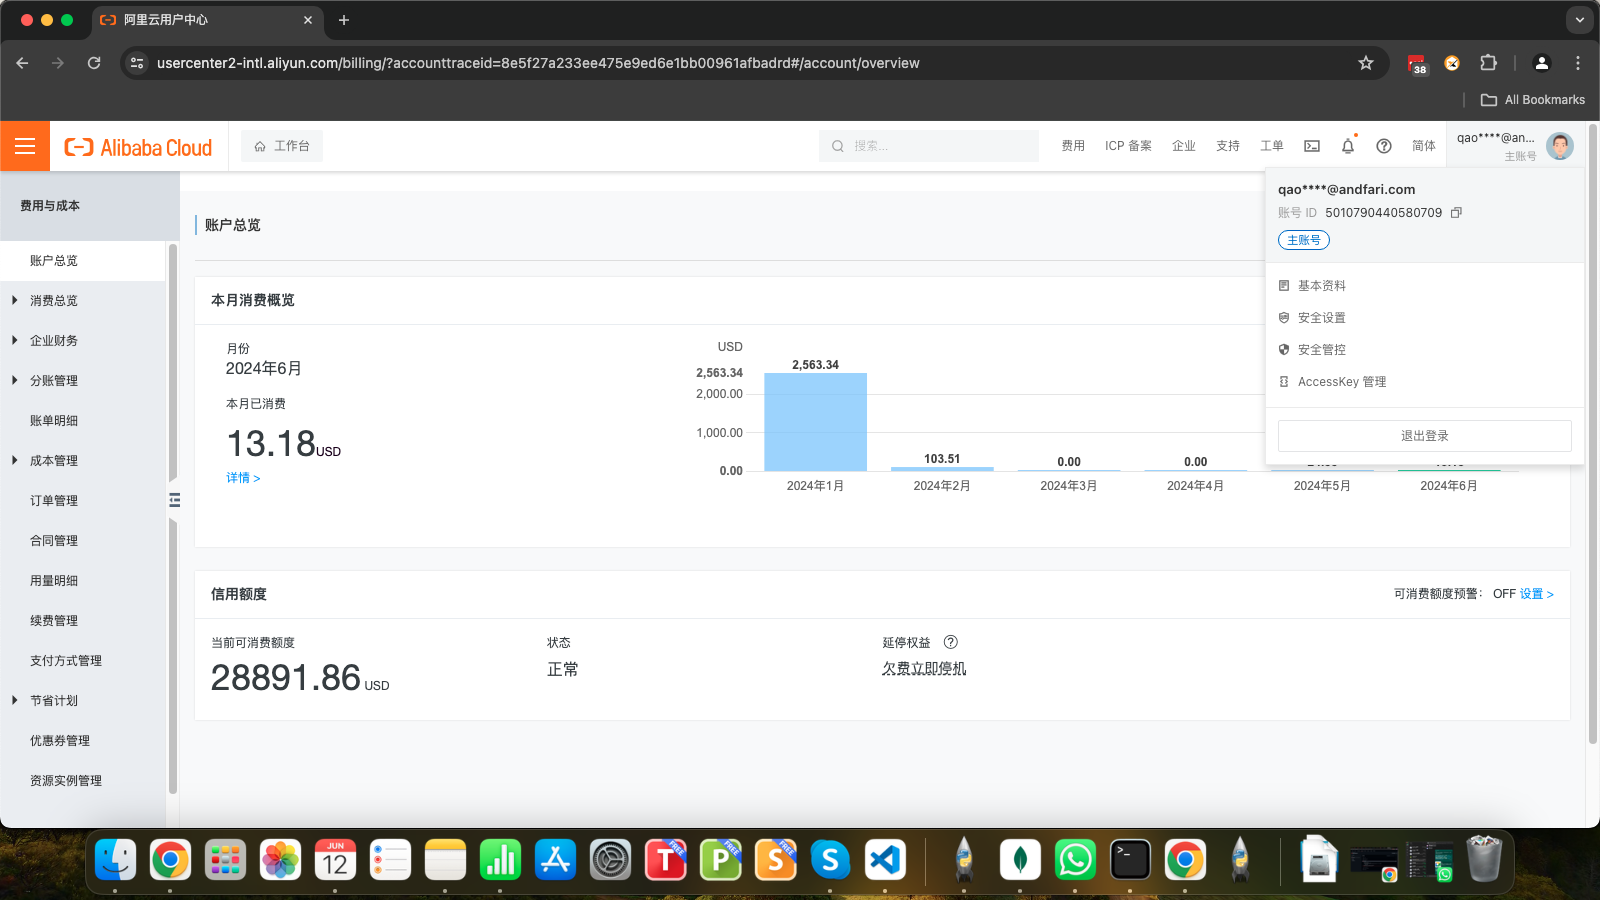 阿里云用户中心
usercenter2-intl.aliyun.com/billing/?accounttraceid=8e5f27a233ee475e9ed6e1bb00961afbadrd#/account/overview
38
All Bookmarks
Alibaba Cloud
工作台
搜索...
费用
ICP 备案
企业
支持
工单
简体
qao****@an...
主账号
qao****@andfari.com
账号 ID 5010790440580709
主账号
基本资料
安全设置
安全管控
AccessKey 管理
退出登录
费用与成本
账户总览
消费总览
企业财务
分账管理
账单明细
成本管理
订单管理
合同管理
用量明细
续费管理
支付方式管理
节省计划
优惠券管理
资源实例管理
账户总览
本月消费概览
月份
2024年6月
本月已消费
13.18USD
详情 >
USD
2,563.34
2,000.00
1,000.00
0.00
2,563.34
103.51
0.00
0.00
2024年1月
2024年2月
2024年3月
2024年4月
2024年5月
2024年6月
信用额度
可消费额度预警: OFF 设置 >
当前可消费额度
28891.86 USD
状态
正常
延停权益
欠费立即停机
JUN
12
T
FREE
P
FREE
S
FREE
S
>_